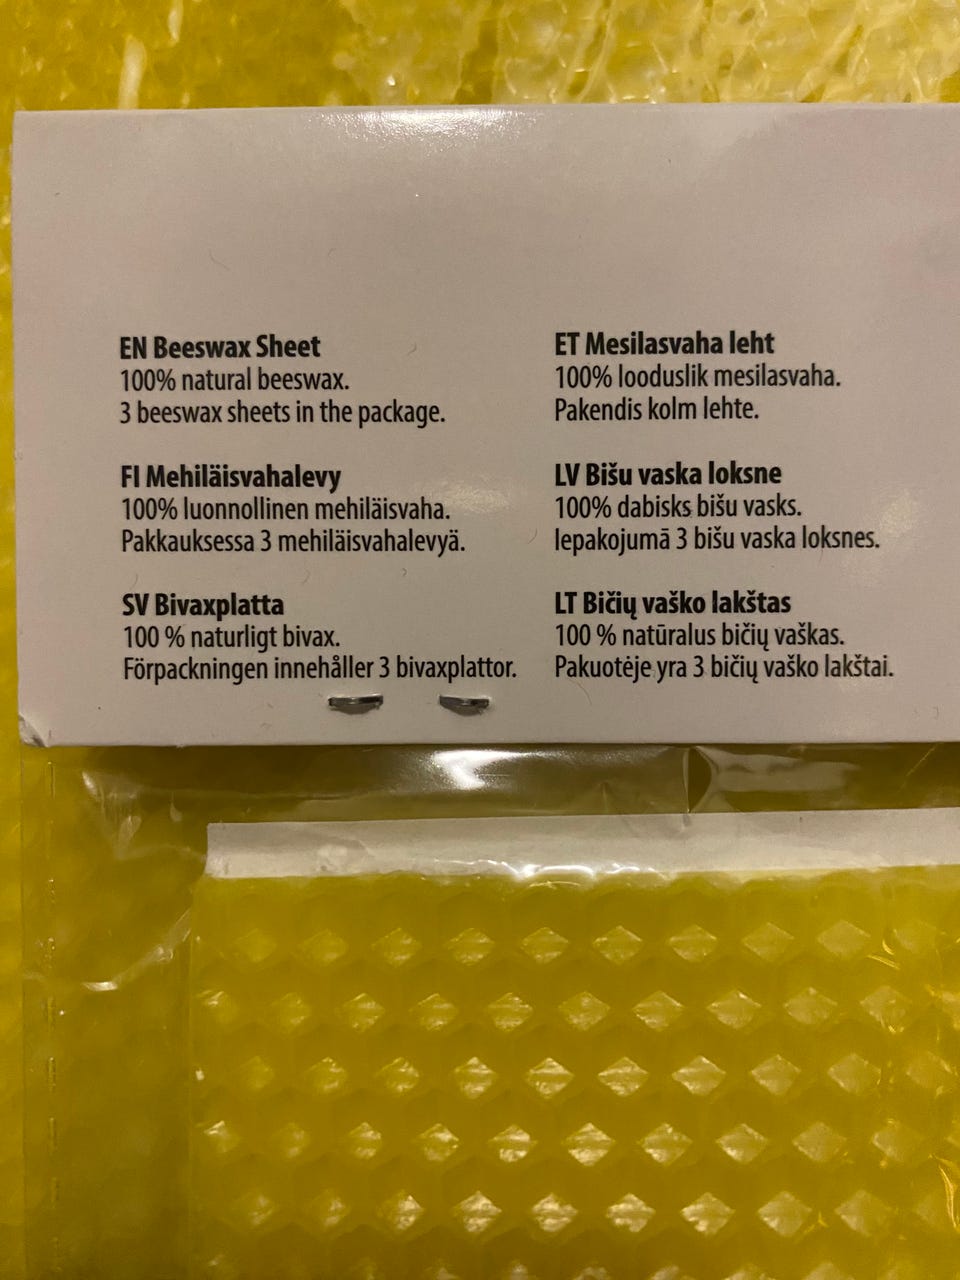 EN Beeswax Sheet
100% natural beeswax.
3 beeswax sheets in the package.
FI Mehiläisvahalevy
100% luonnollinen mehiläisvaha.
Pakkauksessa 3 mehiläisvahalevyä.
SV Bivaxplatta
100 % naturligt bivax.
Förpackningen innehåller 3 bivaxplattor.
ET Mesilasvaha leht
100% looduslik mesilasvaha.
Pakendis kolm lehte.
LV Bišu vaska loksne
100% dabisks bišu vasks.
Iepakojumā 3 bišu vaska loksnes.
LT Bičių vaško lakštas
100 % natūralus bičių vaškas.
Pakuotėje yra 3 bičių vaško lakštai.